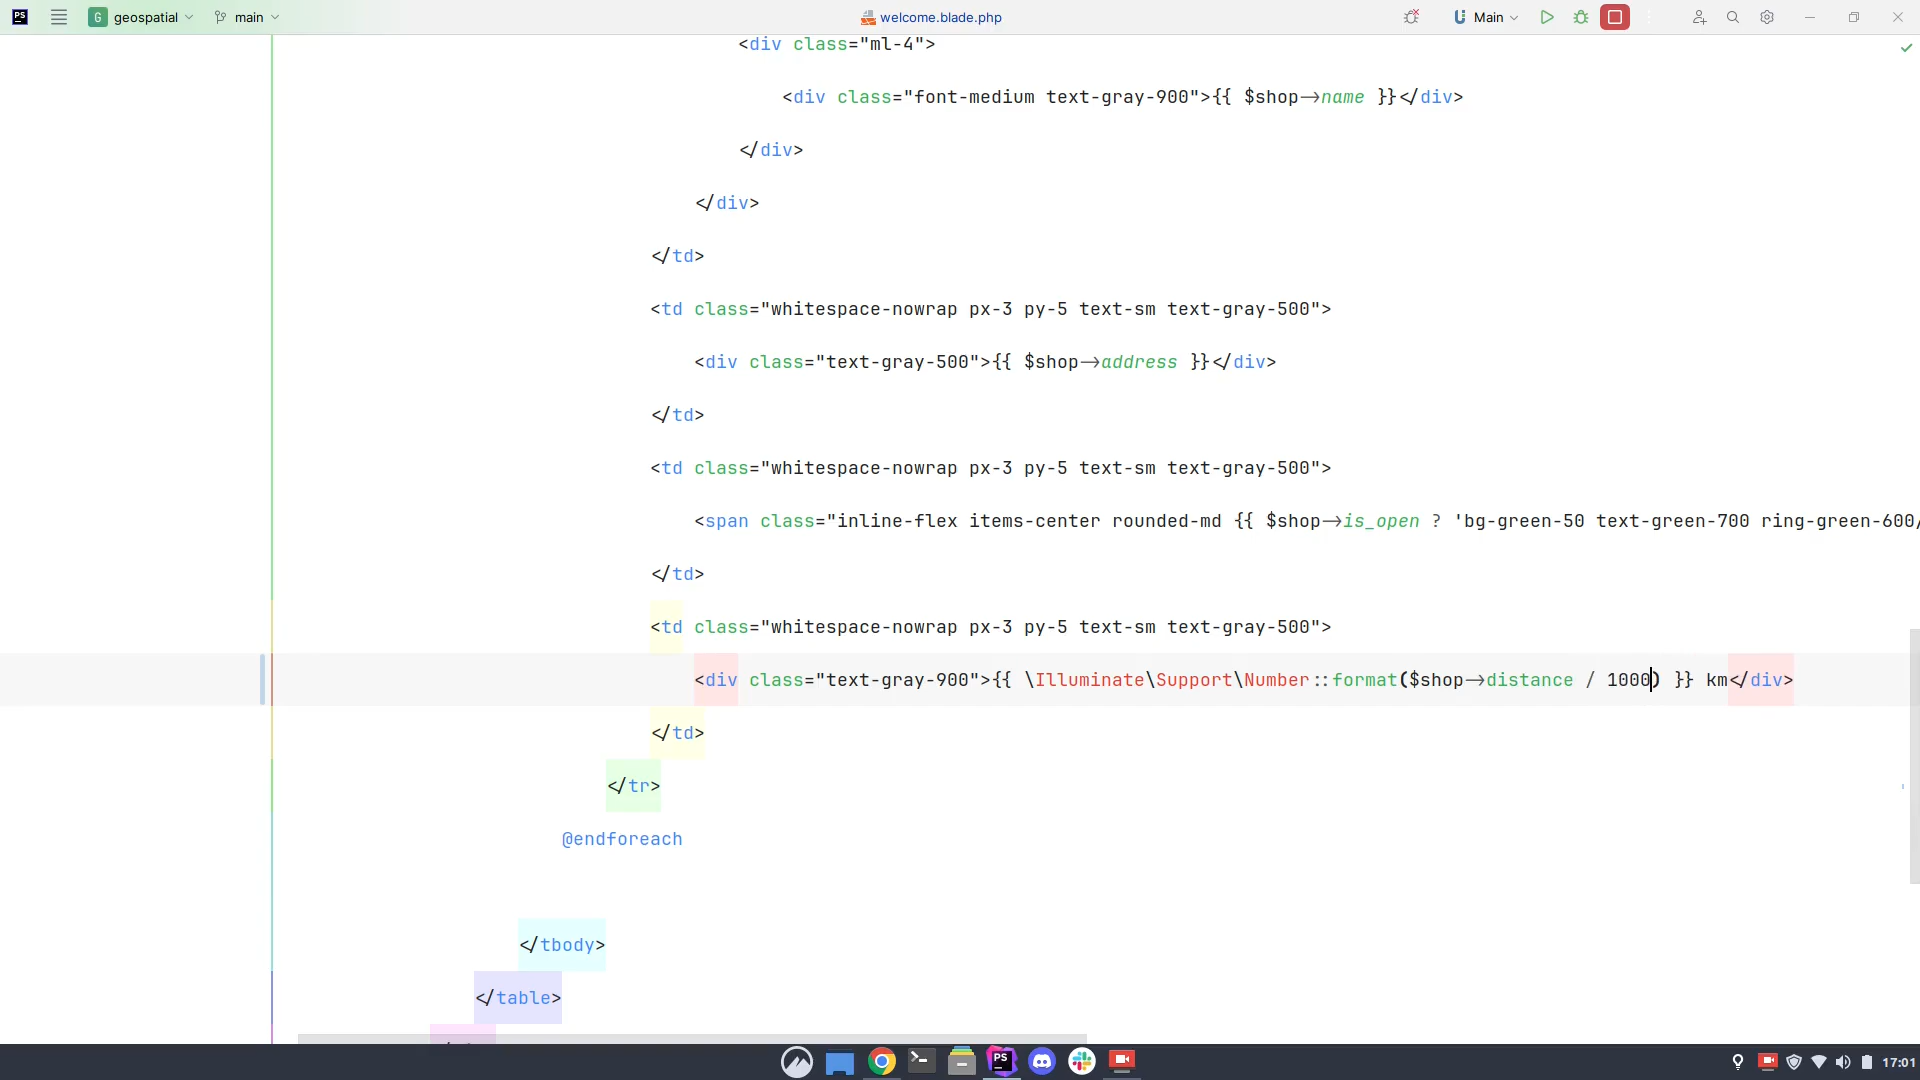 PS G geospatial main welcome.blade.php Main
<div class="ml-4">
<div class="font-medium text-gray-900">{{ $shop->name }}</div>
</div>
</div>
</td>
<td class="whitespace-nowrap px-3 py-5 text-sm text-gray-500">
<div class="text-gray-500">{{ $shop->address }}</div>
</td>
<td class="whitespace-nowrap px-3 py-5 text-sm text-gray-500">
<span class="inline-flex items-center rounded-md {{ $shop->is_open ? 'bg-green-50 text-green-700 ring-green-600/
</td>
<td class="whitespace-nowrap px-3 py-5 text-sm text-gray-500">
<div class="text-gray-900">{{ \Illuminate\Support\Number::format($shop->distance / 1000) }} km</div>
</td>
</tr>
@endforeach
</tbody>
</table>
PS 17:01